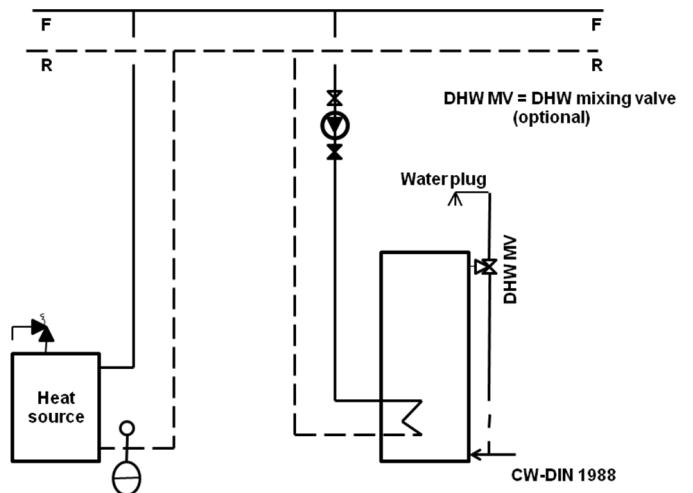 F
F
R
R
DHW MV = DHW mixing valve
(optional)
Water plug
DHW MV
Heat
source
CW-DIN 1988